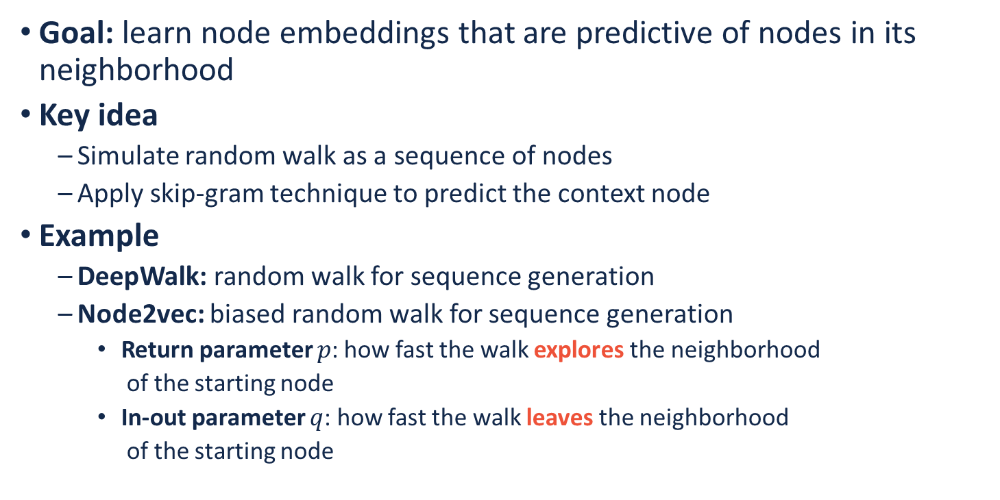 • Goal: learn node embeddings that are predictive of nodes in its
neighborhood
• Key idea
– Simulate random walk as a sequence of nodes
– Apply skip-gram technique to predict the context node
• Example
– DeepWalk: random walk for sequence generation
– Node2vec: biased random walk for sequence generation
• Return parameter p: how fast the walk explores the neighborhood
of the starting node
• In-out parameter q: how fast the walk leaves the neighborhood
of the starting node